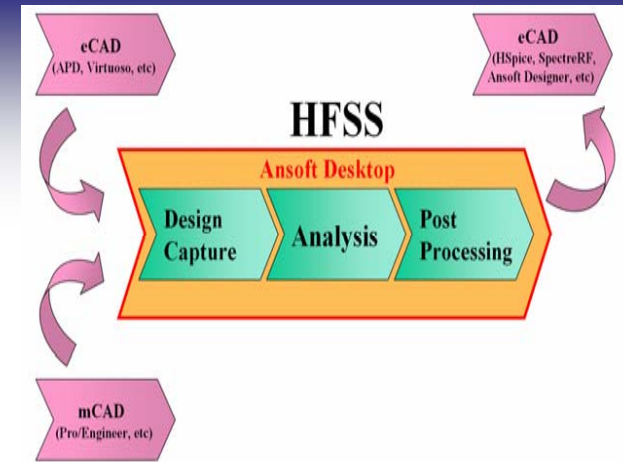 eCAD
(APD, Virtuoso, etc)
eCAD
(HSpice, SpectreRF,
Ansoft Designer, etc)
HFSS
Ansoft Desktop
Design
Capture
Analysis
Post
Processing
mCAD
(Pro/Engineer, etc)